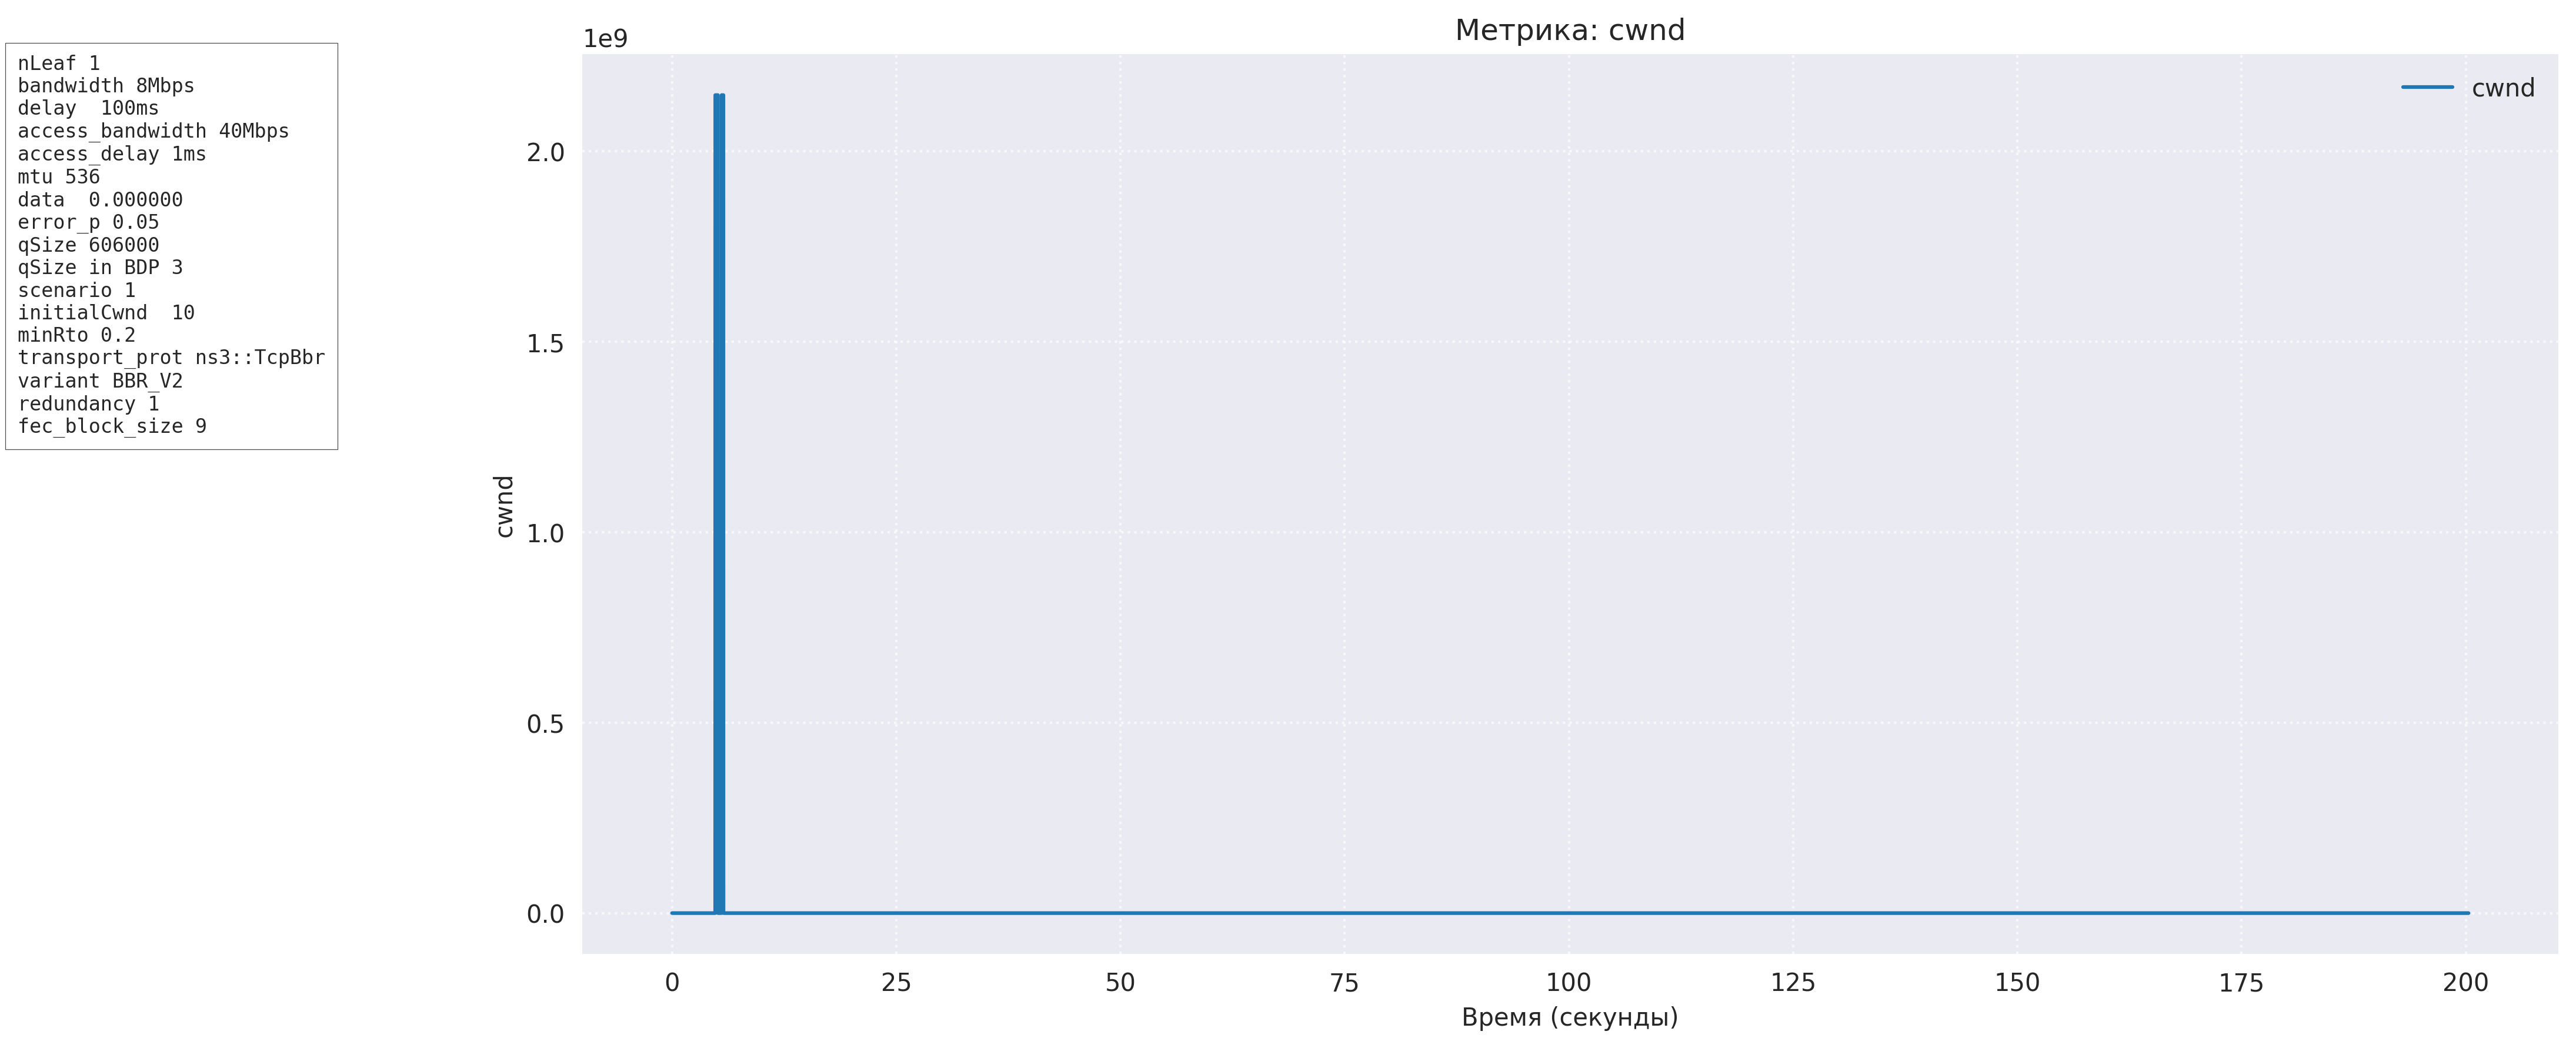 nLeaf 1
bandwidth 8Mbps
delay  100ms
access_bandwidth 40Mbps
access_delay 1ms
mtu 536
data  0.000000
error_p 0.05
qSize 606000
qSize in BDP 3
scenario 1
initialCwnd  10
minRto 0.2
transport_prot ns3::TcpBbr
variant BBR_V2
redundancy 1
fec_block_size 9
Метрика: cwnd
1e9
cwnd
2.0
1.5
1.0
0.5
0.0
cwnd
0 25 50 75 100 125 150 175 200
Время (секунды)